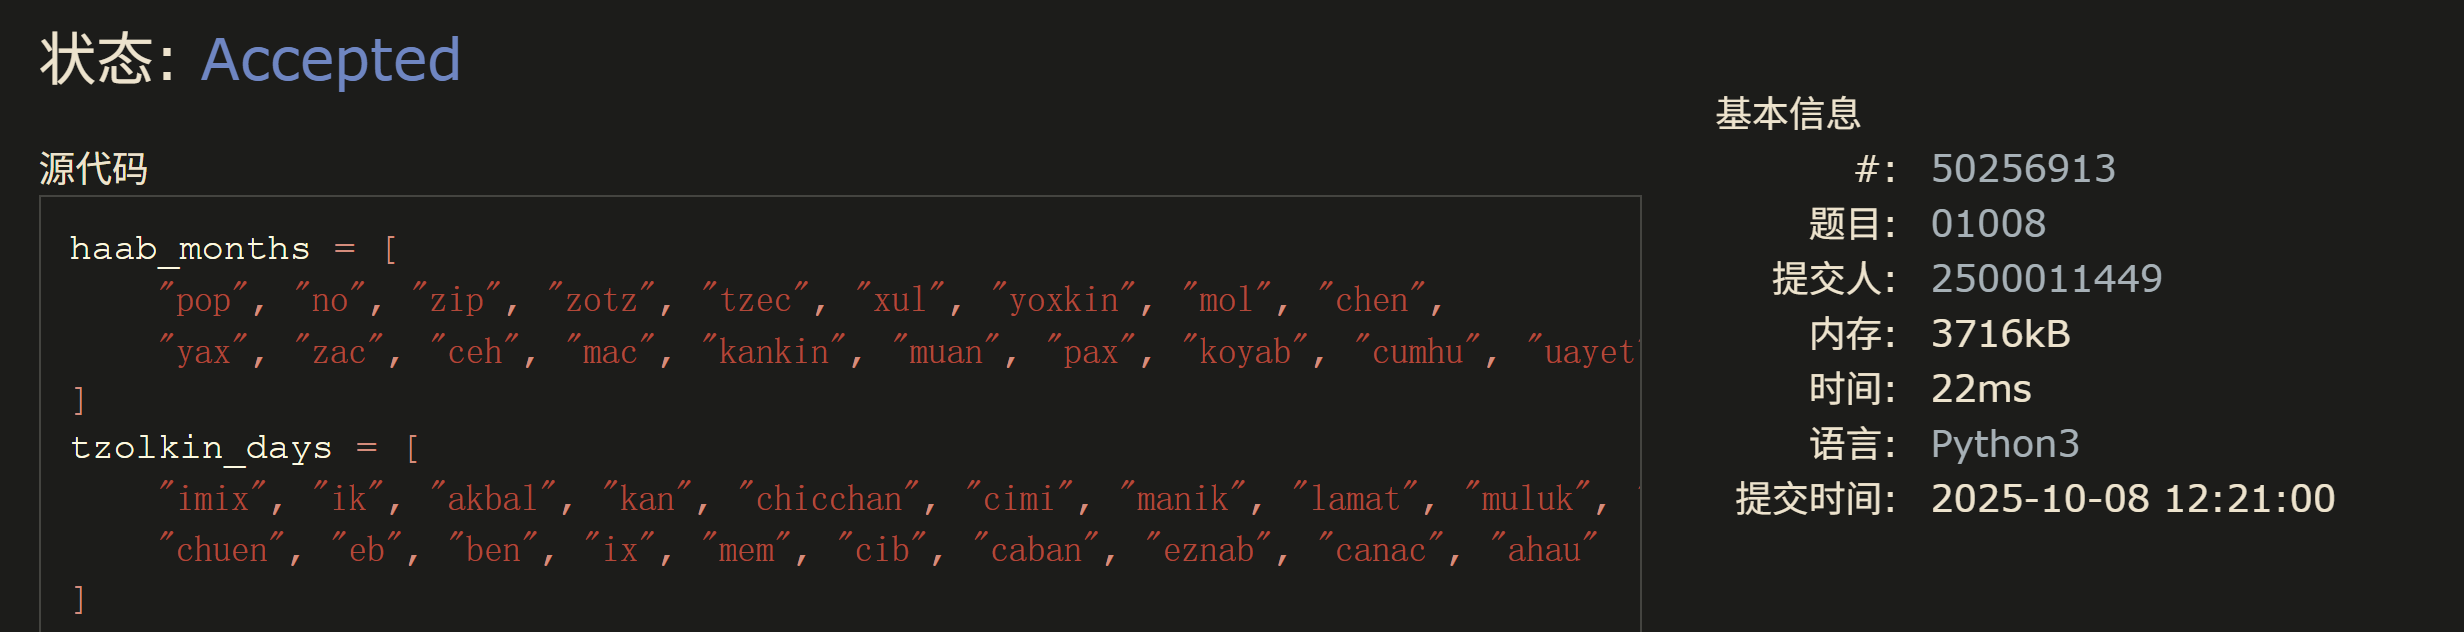 状态: Accepted
源代码
haab_months = [
"pop", "no", "zip", "zotz", "tzec", "xul", "yoxkin", "mol", "chen",
"yax", "zac", "ceh", "mac", "kankin", "muan", "pax", "koyab", "cumhu", "uayet
]
tzolkin_days = [
"imix", "ik", "akbal", "kan", "chicchan", "cimi", "manik", "lamat", "muluk",
"chuen", "eb", "ben", "ix", "mem", "cib", "caban", "eznab", "canac", "ahau"
]
基本信息
#: 50256913
题目: 01008
提交人: 2500011449
内存: 3716kB
时间: 22ms
语言: Python3
提交时间: 2025-10-08 12:21:00